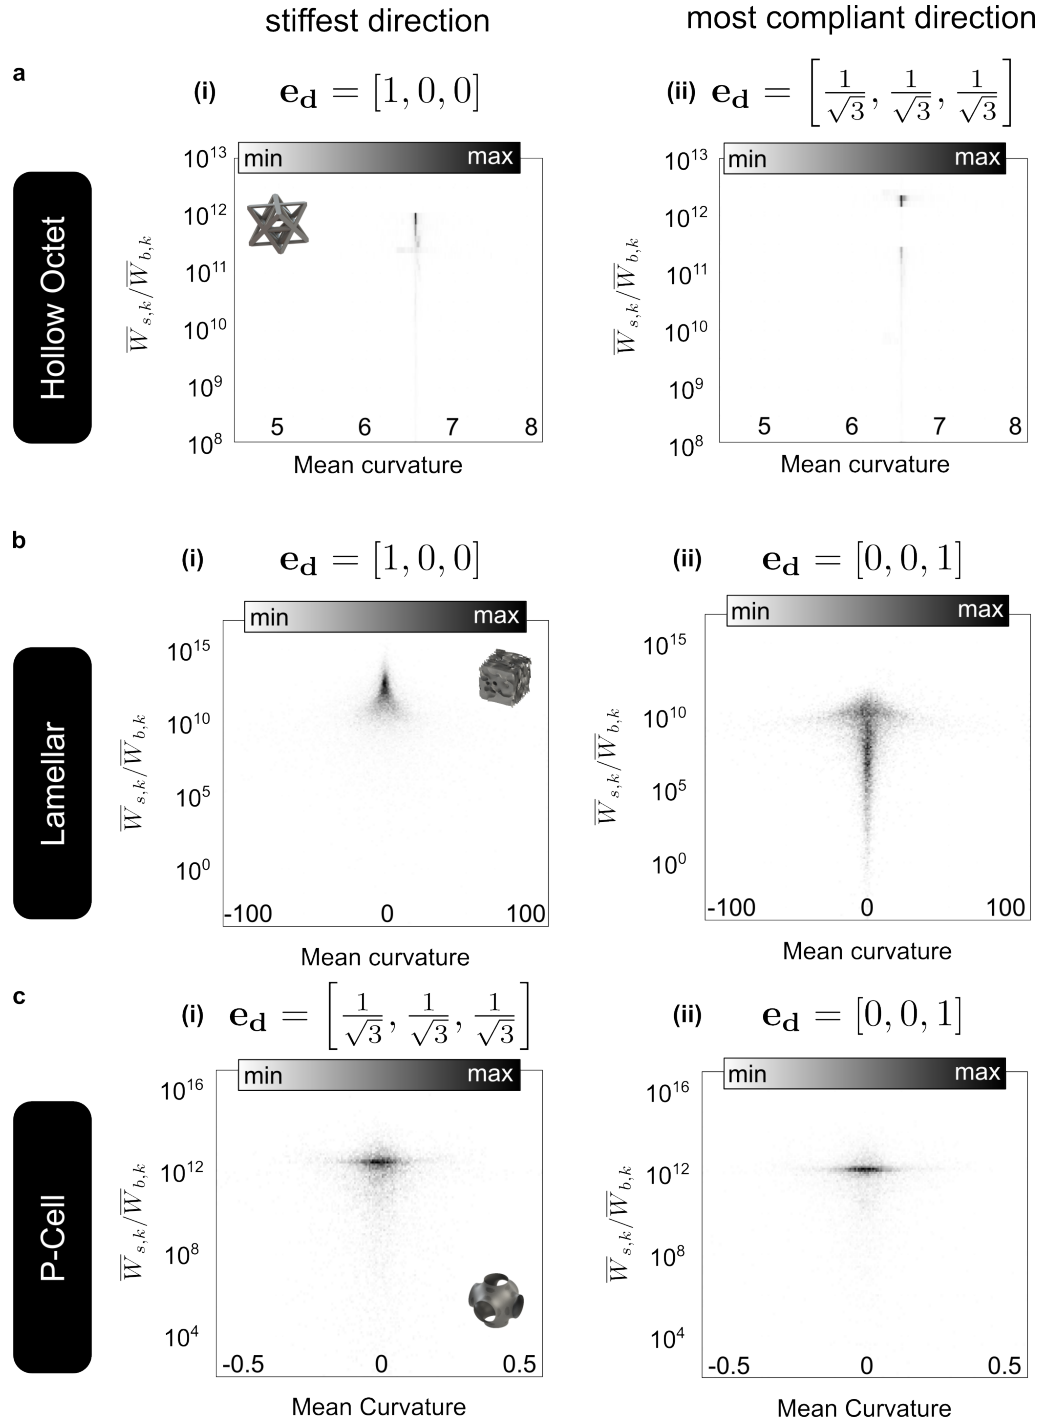 stiffest direction
most compliant direction
a
(i) e_d = [1, 0, 0]
(ii) e_d = [1/√3, 1/√3, 1/√3]
Hollow Octet
min max
10^13
10^12
10^11
10^10
10^9
10^8
W̅_{s,k}/W̅_{b,k}
5 6 7 8
Mean curvature
min max
10^13
10^12
10^11
10^10
10^9
10^8
W̅_{s,k}/W̅_{b,k}
5 6 7 8
Mean curvature
b
(i) e_d = [1, 0, 0]
(ii) e_d = [0, 0, 1]
Lamellar
min max
10^15
10^10
10^5
10^0
W̅_{s,k}/W̅_{b,k}
-100 0 100
Mean curvature
min max
10^15
10^10
10^5
10^0
W̅_{s,k}/W̅_{b,k}
-100 0 100
Mean curvature
c
(i) e_d = [1/√3, 1/√3, 1/√3]
(ii) e_d = [0, 0, 1]
P-Cell
min max
10^16
10^12
10^8
10^4
W̅_{s,k}/W̅_{b,k}
-0.5 0 0.5
Mean Curvature
min max
10^16
10^12
10^8
10^4
W̅_{s,k}/W̅_{b,k}
-0.5 0 0.5
Mean Curvature